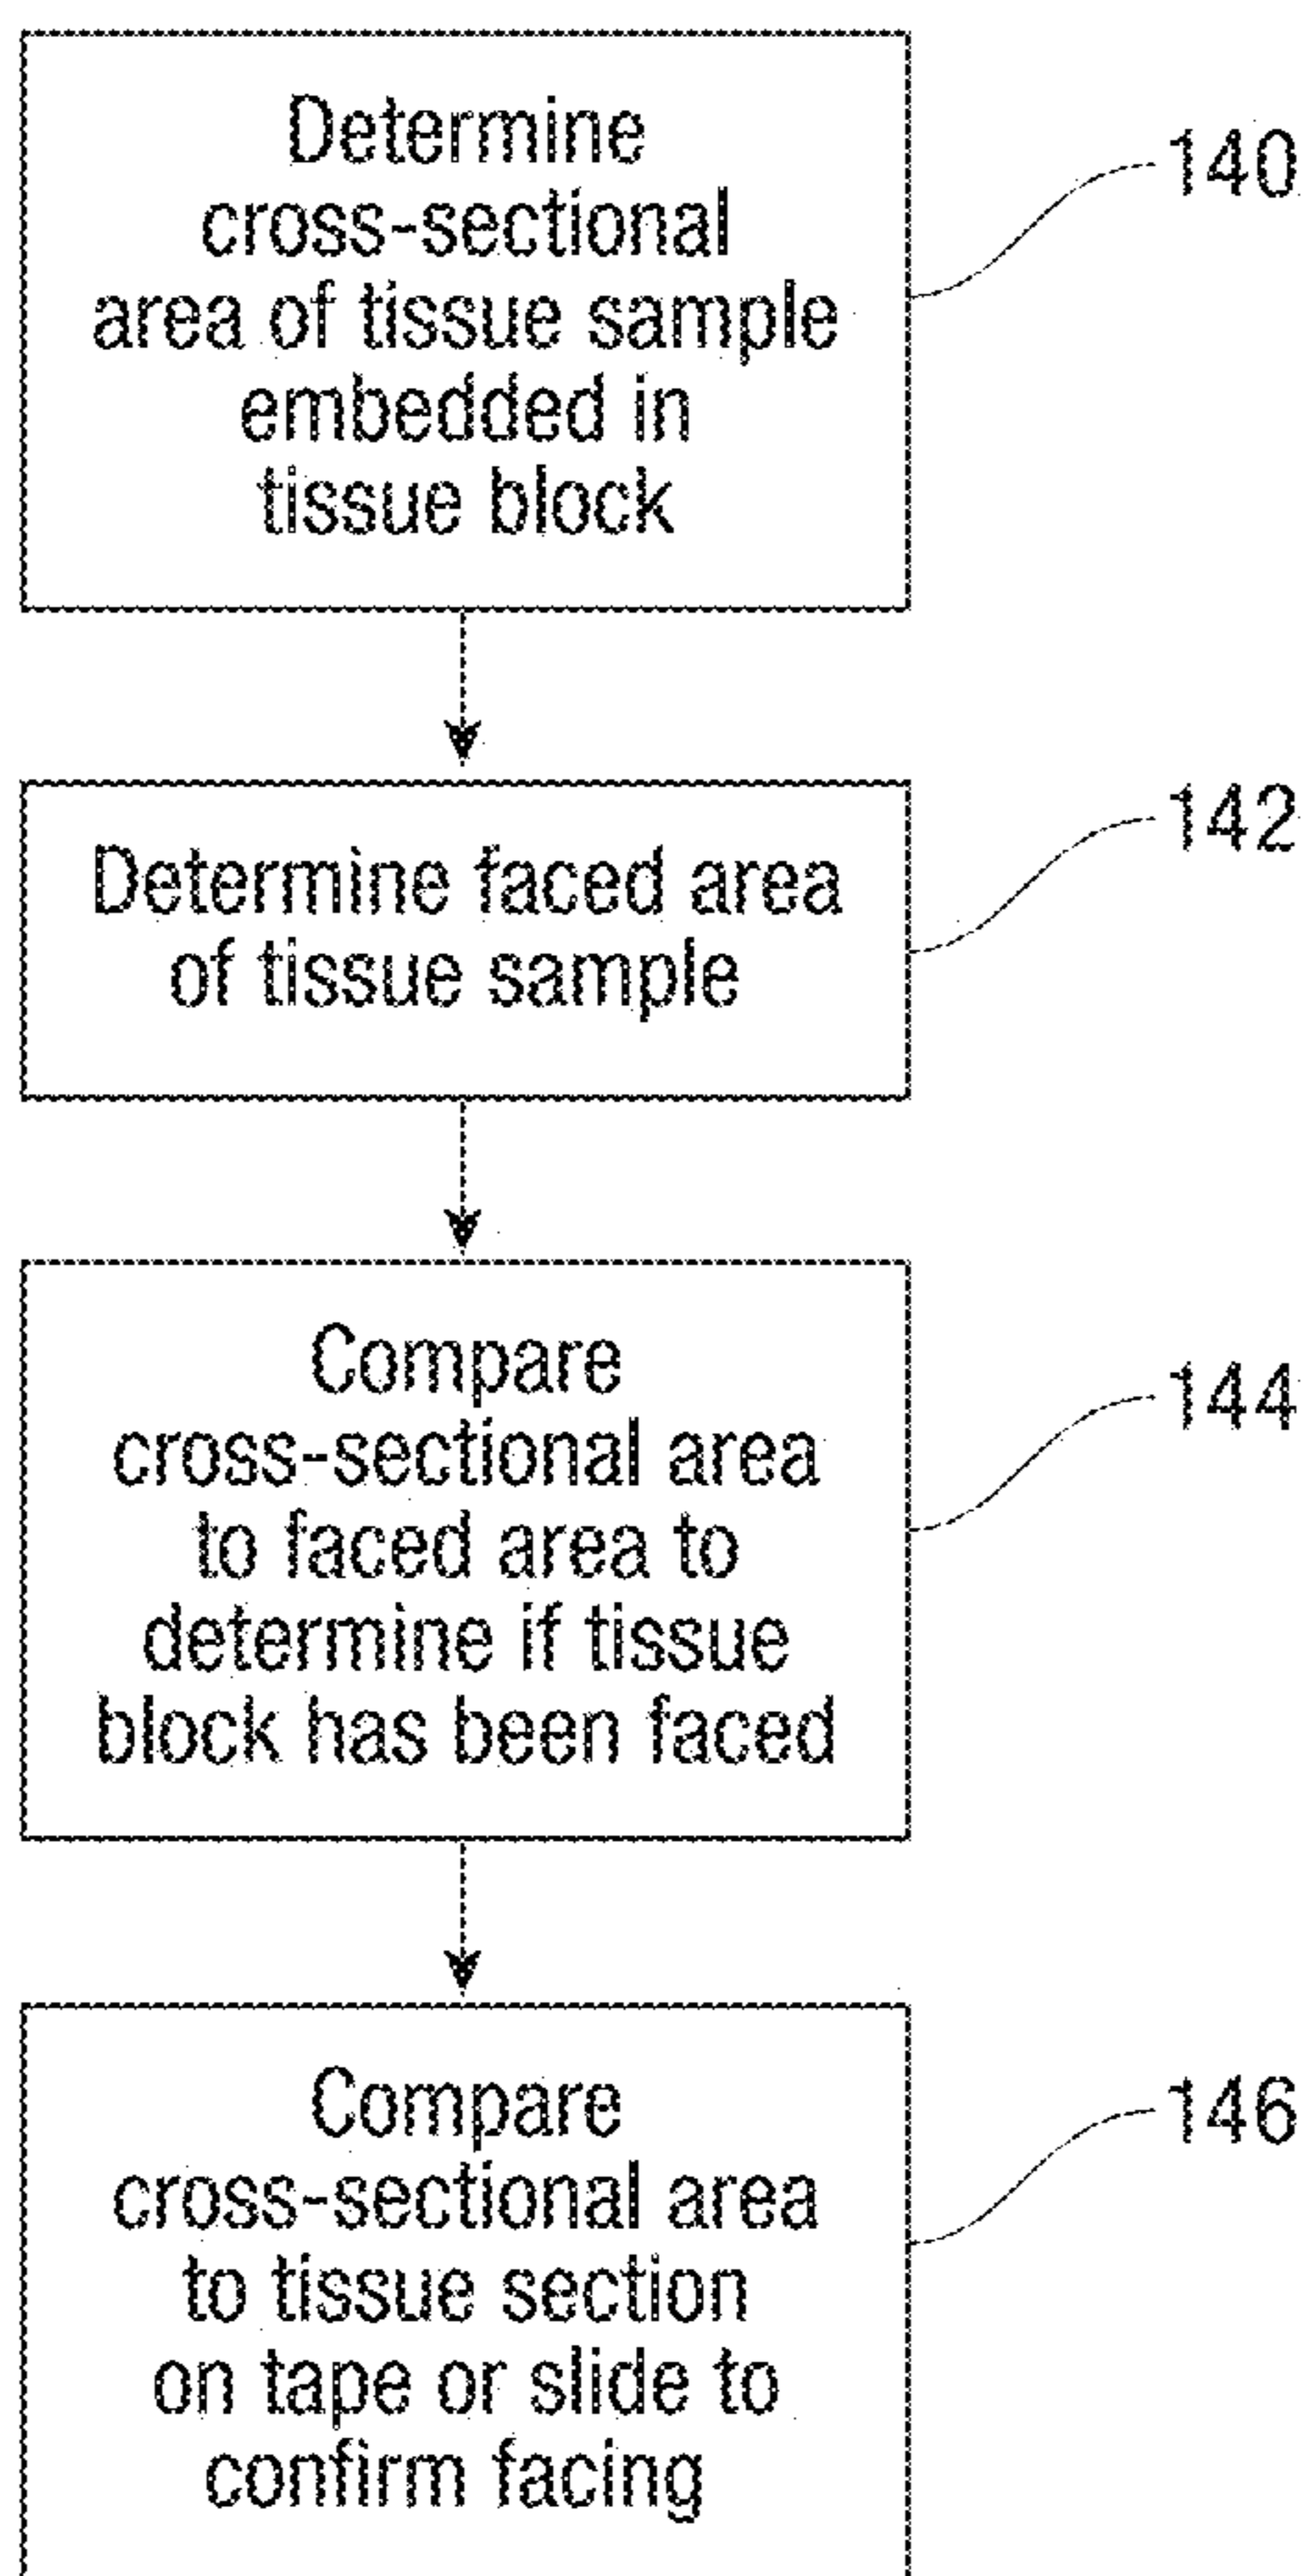 Determine
cross-sectional
area of tissue sample
embedded in
tissue block
140
Determine faced area
of tissue sample
142
Compare
cross-sectional area
to faced area to
determine if tissue
block has been faced
144
Compare
cross-sectional area
to tissue section
on tape or slide to
confirm facing
146